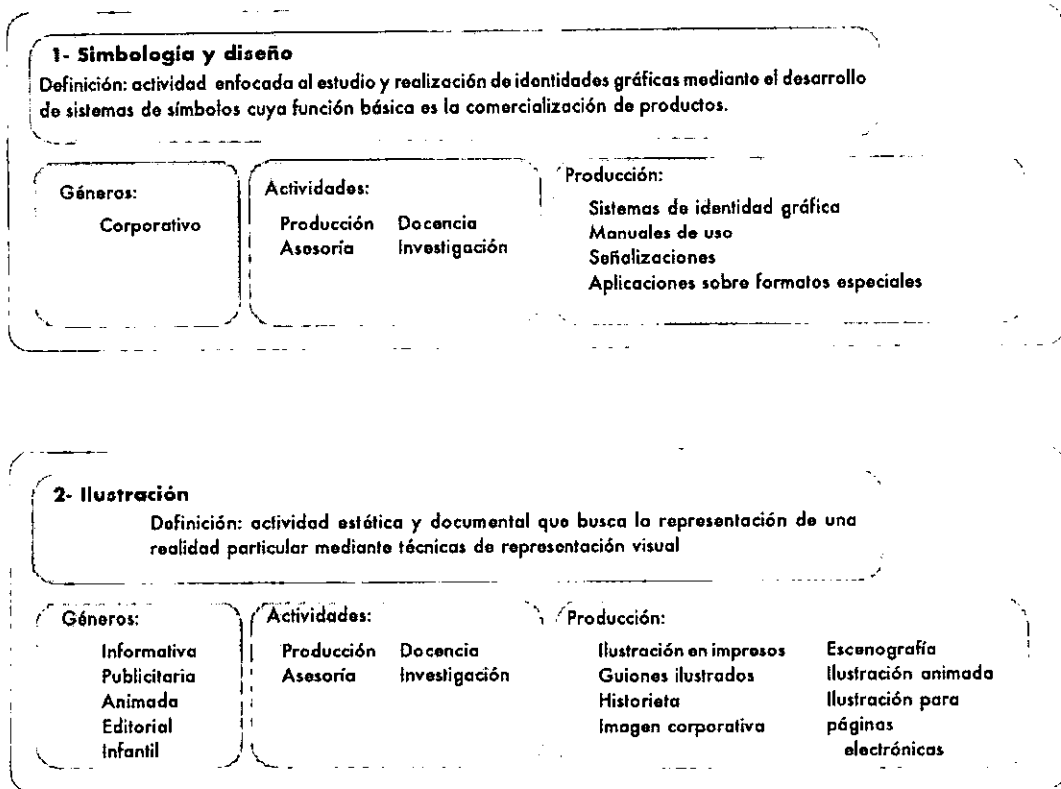 1- Simbología y diseño
Definición: actividad enfocada al estudio y realización de identidades gráficas mediante el desarrollo
de sistemas de símbolos cuya función básica es la comercialización de productos.
Géneros:
Corporativo
Actividades:
Producción Docencia
Asesoría Investigación
Producción:
Sistemas de identidad gráfica
Manuales de uso
Señalizaciones
Aplicaciones sobre formatos especiales
2- Ilustración
Definición: actividad estética y documental que busca la representación de una
realidad particular mediante técnicas de representación visual
Géneros:
Informativa
Publicitaria
Animada
Editorial
Infantil
Actividades:
Producción Docencia
Asesoría Investigación
Producción:
Ilustración en impresos
Guiones ilustrados
Historieta
Imagen corporativa
Escenografía
Ilustración animada
Ilustración para
páginas
electrónicas